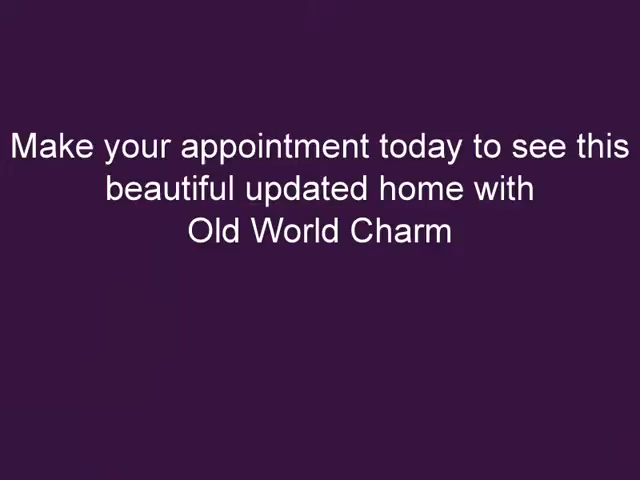 Make your appointment today to see this
beautiful updated home with
Old World Charm